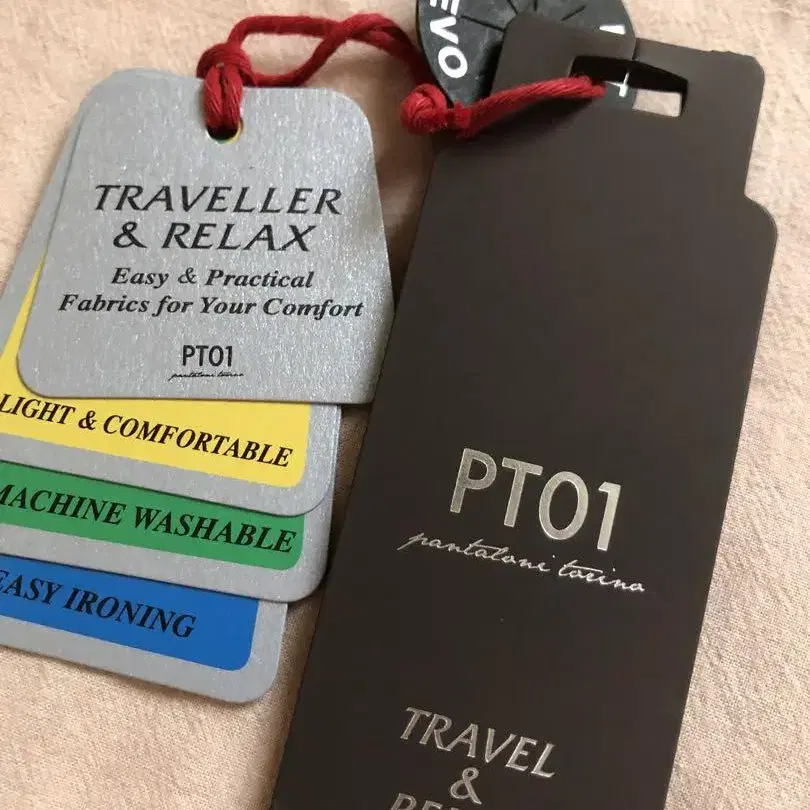 EVO
TRAVELLER
& RELAX
Easy & Practical
Fabrics for Your Comfort
PT01
pantaloni torino
LIGHT & COMFORTABLE
MACHINE WASHABLE
EASY IRONING
PT01
pantaloni torino
TRAVEL
&